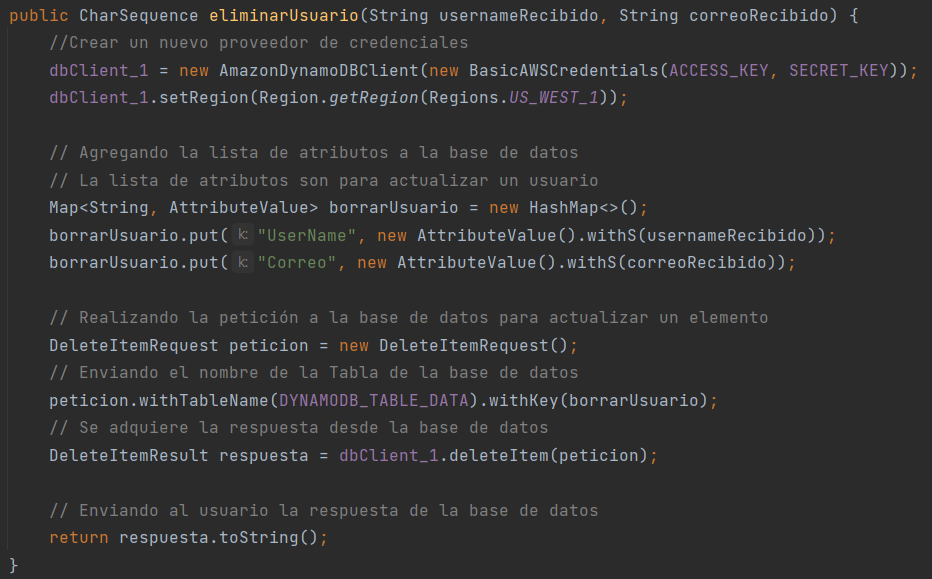 public CharSequence eliminarUsuario(String usernameRecibido, String correoRecibido) {
//Crear un nuevo proveedor de credenciales
dbClient_1 = new AmazonDynamoDBClient(new BasicAWSCredentials(ACCESS_KEY, SECRET_KEY));
dbClient_1.setRegion(Region.getRegion(Regions.US_WEST_1));
// Agregando la lista de atributos a la base de datos
// La lista de atributos son para actualizar un usuario
Map<String, AttributeValue> borrarUsuario = new HashMap<>();
borrarUsuario.put( k: "UserName", new AttributeValue().withS(usernameRecibido));
borrarUsuario.put( k: "Correo", new AttributeValue().withS(correoRecibido));
// Realizando la petición a la base de datos para actualizar un elemento
DeleteItemRequest peticion = new DeleteItemRequest();
// Enviando el nombre de la Tabla de la base de datos
peticion.withTableName(DYNAMODB_TABLE_DATA).withKey(borrarUsuario);
// Se adquiere la respuesta desde la base de datos
DeleteItemResult respuesta = dbClient_1.deleteItem(peticion);
// Enviando al usuario la respuesta de la base de datos
return respuesta.toString();
}